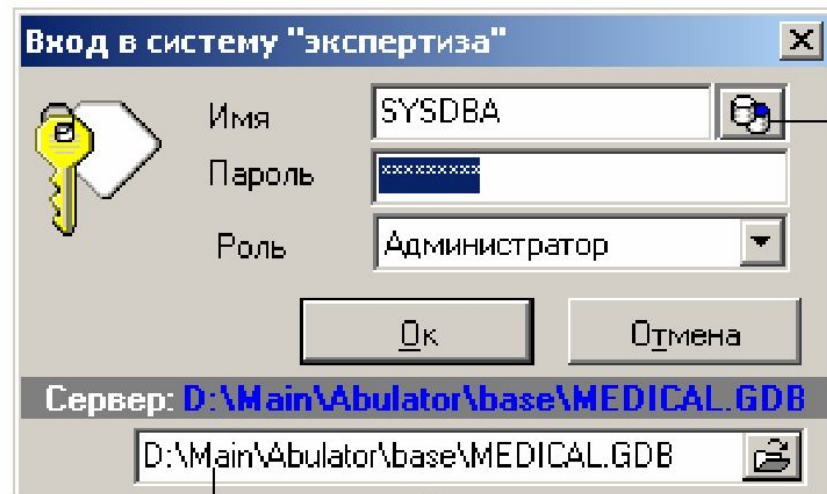 Вход в систему "экспертиза"
Имя SYSDBA
Пароль xxxxxxxxx
Роль Администратор
Ок Отмена
Сервер: D:\Main\Abulator\base\MEDICAL.GDB
D:\Main\Abulator\base\MEDICAL.GDB